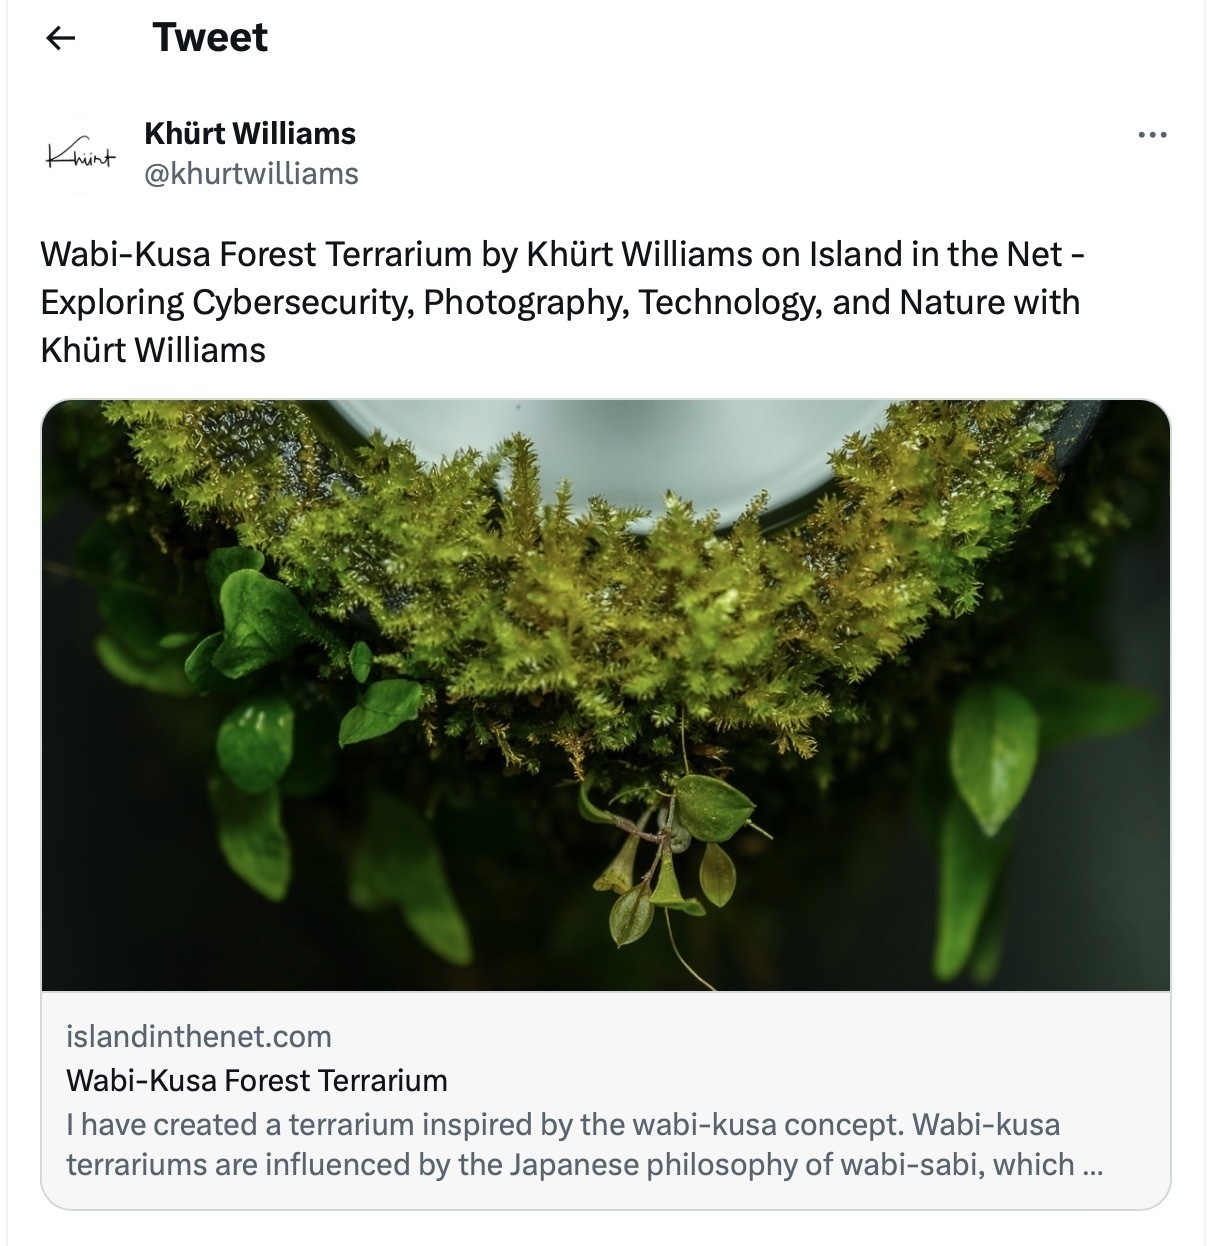 Tweet
Khürt
Khürt Williams
@khurtwilliams
Wabi-Kusa Forest Terrarium by Khürt Williams on Island in the Net -
Exploring Cybersecurity, Photography, Technology, and Nature with
Khürt Williams
islandinthenet.com
Wabi-Kusa Forest Terrarium
I have created a terrarium inspired by the wabi-kusa concept. Wabi-kusa
terrariums are influenced by the Japanese philosophy of wabi-sabi, which ...